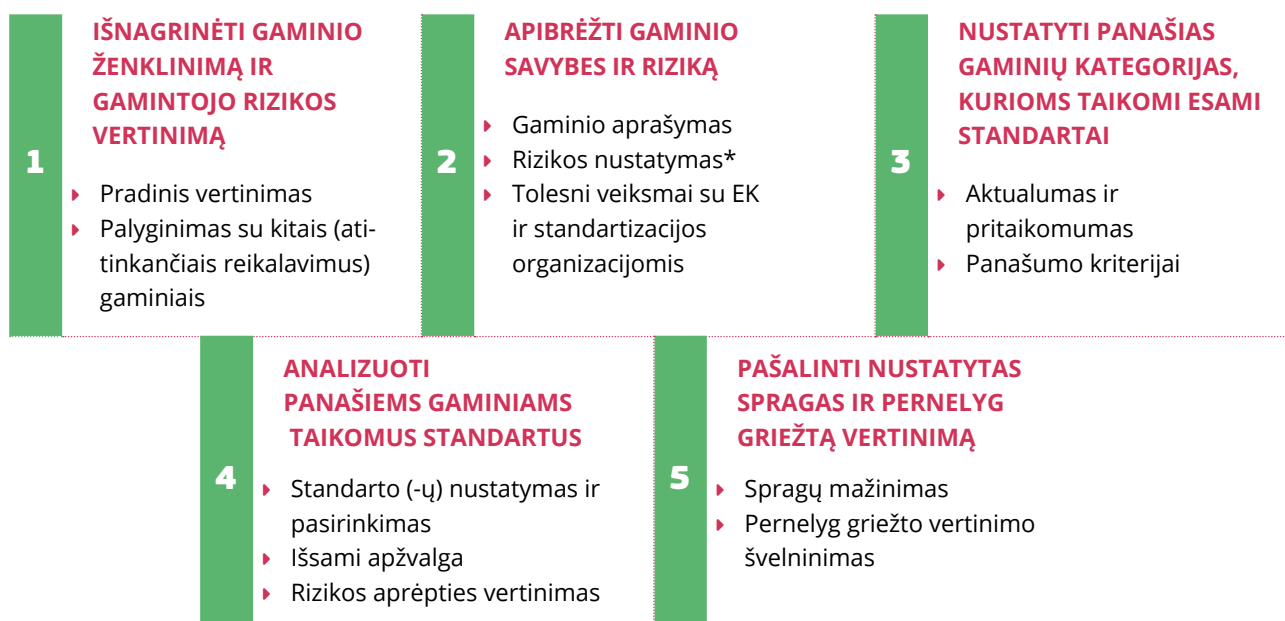 1
IŠNAGRINĖTI GAMINIO
ŽENKLINIMĄ IR
GAMINTOJO RIZIKOS
VERTINIMĄ
Pradinis vertinimas
Palyginimas su kitais (ati-
tinkančiais reikalavimus)
gaminiais
2
APIBRĖŽTI GAMINIO
SAVYBES IR RIZIKĄ
Gaminio aprašymas
Rizikos nustatymas*
Tolesni veiksmai su EK
ir standartizacijos
organizacijomis
3
NUSTATYTI PANAŠIAS
GAMINIŲ KATEGORIJAS,
KURIOMS TAIKOMI ESAMI
STANDARTAI
Aktualumas ir
pritaikomumas
Panašumo kriterijai
4
ANALIZUOTI
PANAŠIEMS GAMINIAMS
TAIKOMUS STANDARTUS
Standarto (-ų) nustatymas ir
pasirinkimas
Išsami apžvalga
Rizikos aprėpties vertinimas
5
PAŠALINTI NUSTATYTAS
SPRAGAS IR PERNELYG
GRIEŽTĄ VERTINIMĄ
Spragų mažinimas
Pernelyg griežto vertinimo
švelninimas